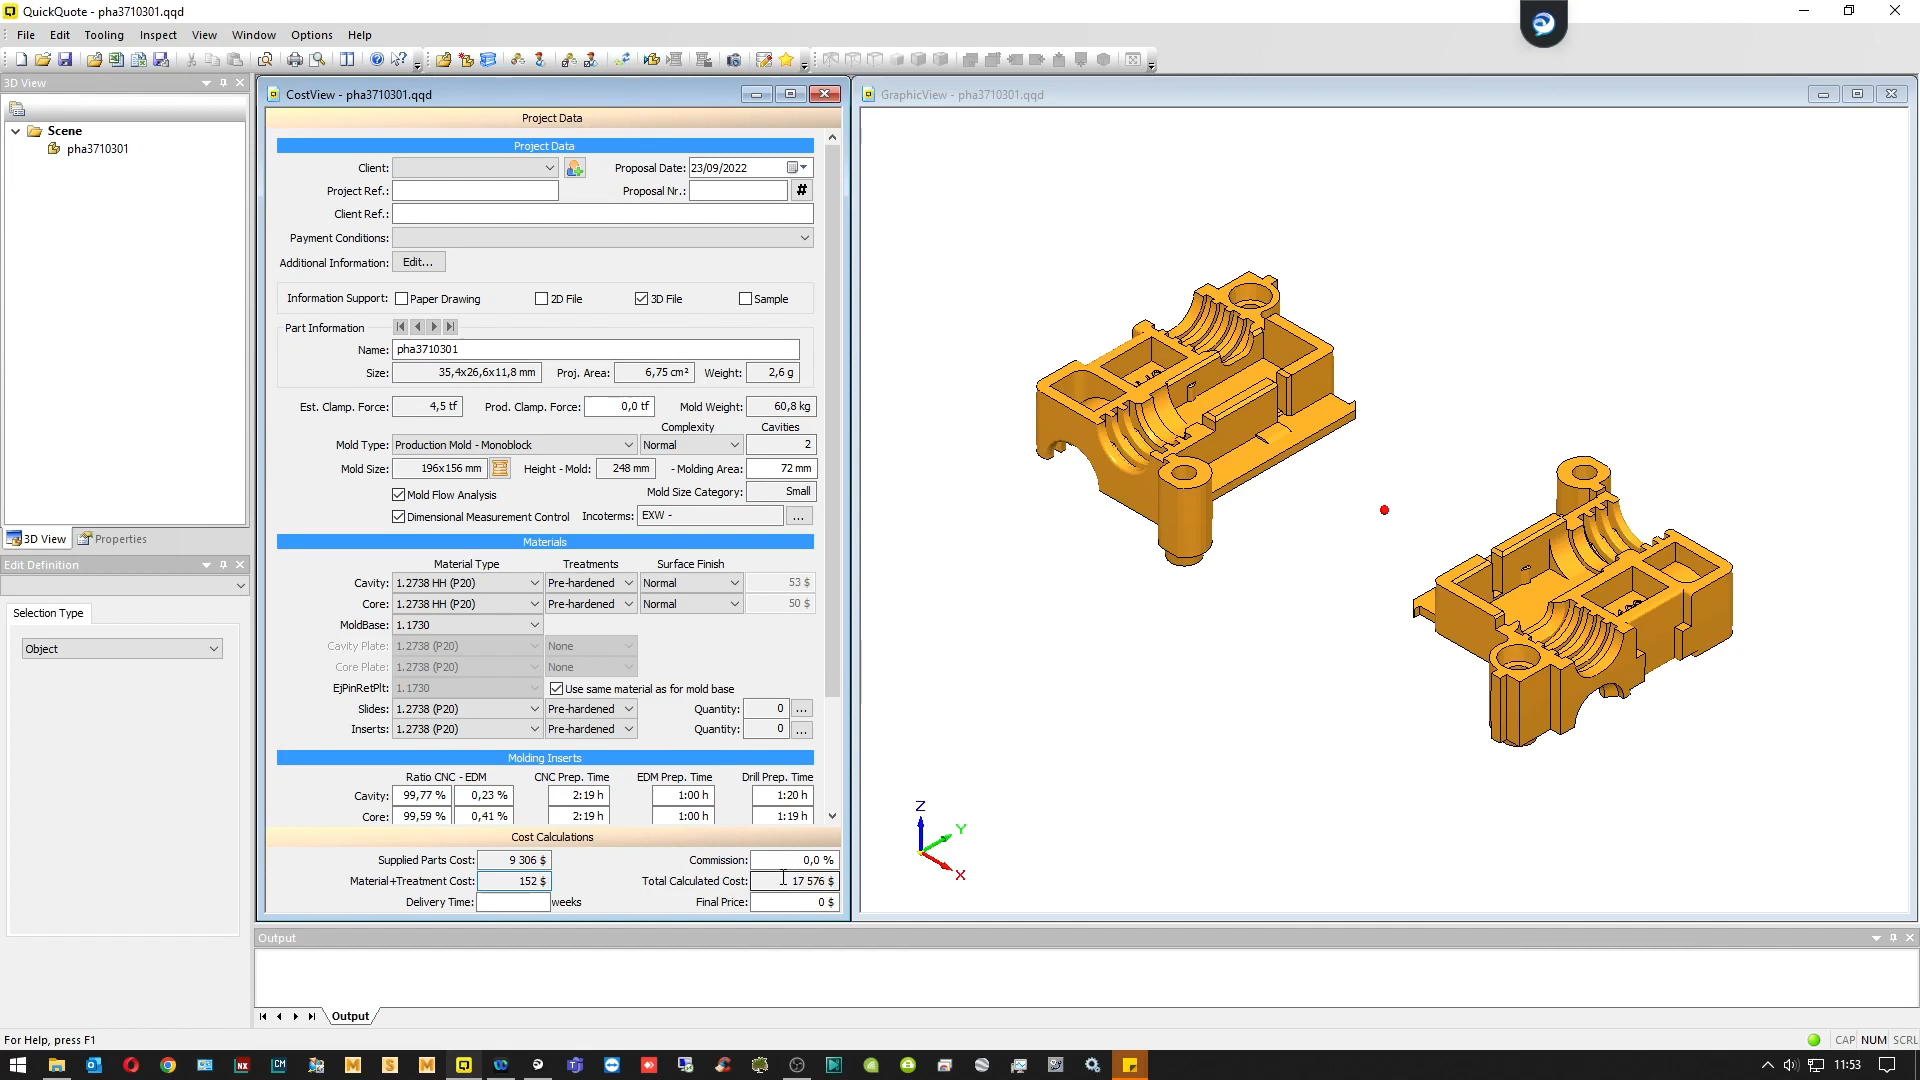 QuickQuote - pha3710301.qqd
File Edit Tooling Inspect View Window Options Help
3D View
Scene
pha3710301
3D View Properties
Edit Definition
Selection Type
Object
CostView - pha3710301.qqd
Project Data
Project Data
Client: Proposal Date: 23/09/2022
Project Ref.: Proposal Nr.: #
Client Ref.:
Payment Conditions:
Additional Information: Edit...
Information Support: Paper Drawing 2D File 3D File Sample
Part Information
Name: pha3710301
Size: 35,4x26,6x11,8 mm Proj. Area: 6,75 cm² Weight: 2,6 g
Est. Clamp. Force: 4,5 tf Prod. Clamp. Force: 0,0 tf Mold Weight: 60,8 kg
Complexity Cavities
Mold Type: Production Mold - Monoblock Normal 2
Mold Size: 196x156 mm Height - Mold: 248 mm - Molding Area: 72 mm
Mold Flow Analysis Mold Size Category: Small
Dimensional Measurement Control Incoterms: EXW - ...
Materials
Material Type Treatments Surface Finish
Cavity: 1.2738 HH (P20) Pre-hardened Normal 53 $
Core: 1.2738 HH (P20) Pre-hardened Normal 50 $
MoldBase: 1.1730
Cavity Plate: 1.2738 (P20) None
Core Plate: 1.2738 (P20) None
EjPinRetPlt: 1.1730 Use same material as for mold base
Slides: 1.2738 (P20) Pre-hardened Quantity: 0 ...
Inserts: 1.2738 (P20) Pre-hardened Quantity: 0 ...
Molding Inserts
Ratio CNC - EDM CNC Prep. Time EDM Prep. Time Drill Prep. Time
Cavity: 99,77 % 0,23 % 2:19 h 1:00 h 1:20 h
Core: 99,59 % 0,41 % 2:19 h 1:00 h 1:19 h
Cost Calculations
Supplied Parts Cost: 9 306 $ Commission: 0,0 %
Material+Treatment Cost: 152 $ Total Calculated Cost: 17 576 $
Delivery Time: weeks Final Price: 0 $
GraphicView - pha3710301.qqd
Z
Y
X
Output
Output
For Help, press F1
CAP NUM SCRL
11:53